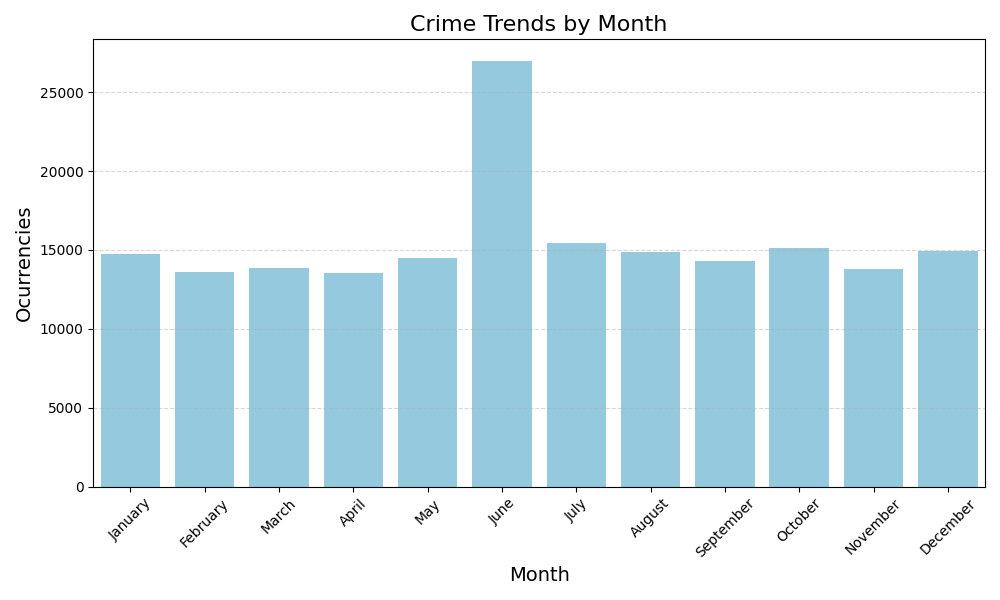 Crime Trends by Month
Ocurrencies
25000
20000
15000
10000
5000
0
January
February
March
April
May
June
July
August
September
October
November
December
Month